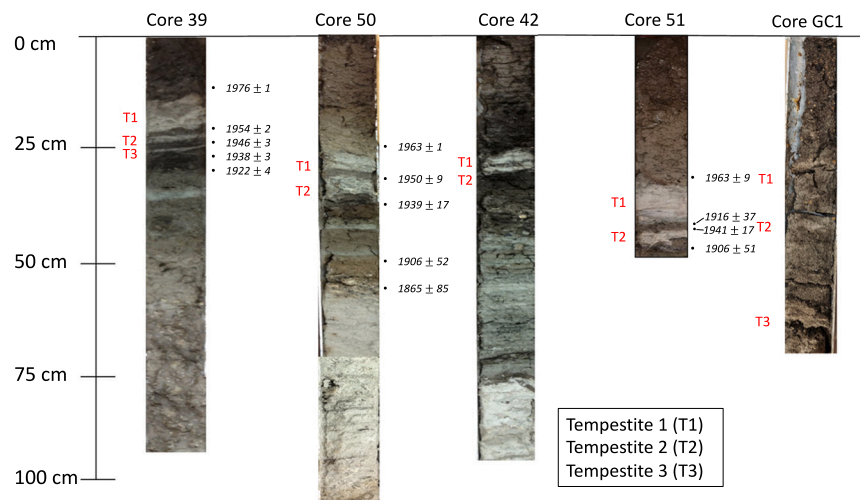 Core 39
Core 50
Core 42
Core 51
Core GC1
0 cm
25 cm
50 cm
75 cm
100 cm
T1
T2
T3
1976 ± 1
1954 ± 2
1946 ± 3
1938 ± 3
1922 ± 4
T1
T2
1963 ± 1
1950 ± 9
1939 ± 17
1906 ± 52
1865 ± 85
T1
T2
T1
T2
1963 ± 9
1916 ± 37
1941 ± 17
1906 ± 51
T1
T2
T3
Tempestite 1 (T1)
Tempestite 2 (T2)
Tempestite 3 (T3)